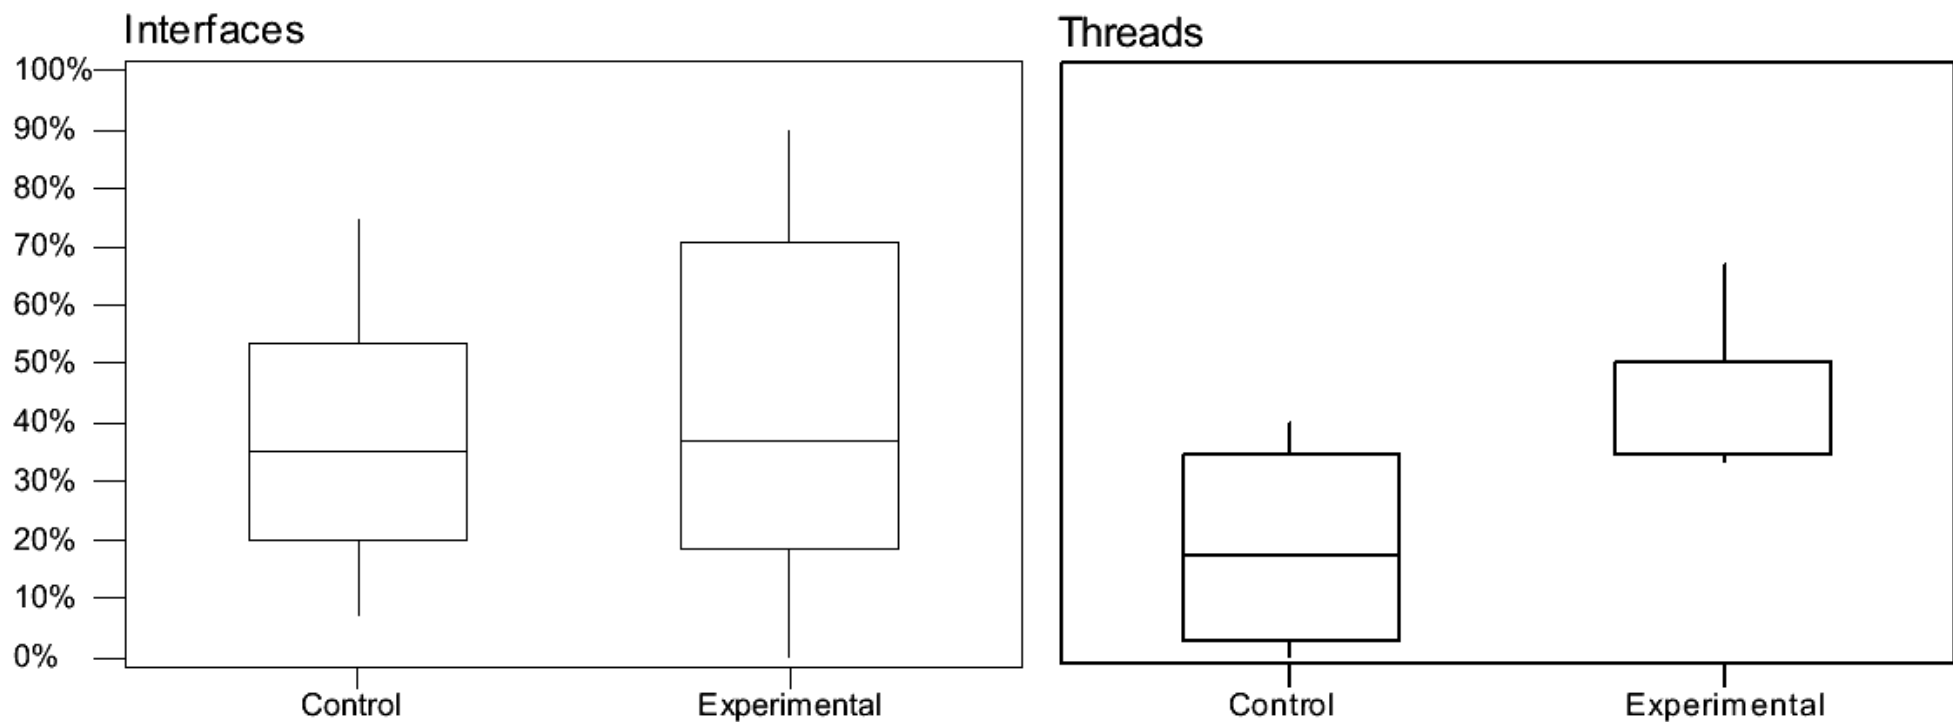 Interfaces
Threads
100%
90%
80%
70%
60%
50%
40%
30%
20%
10%
0%
Control
Experimental
Control
Experimental